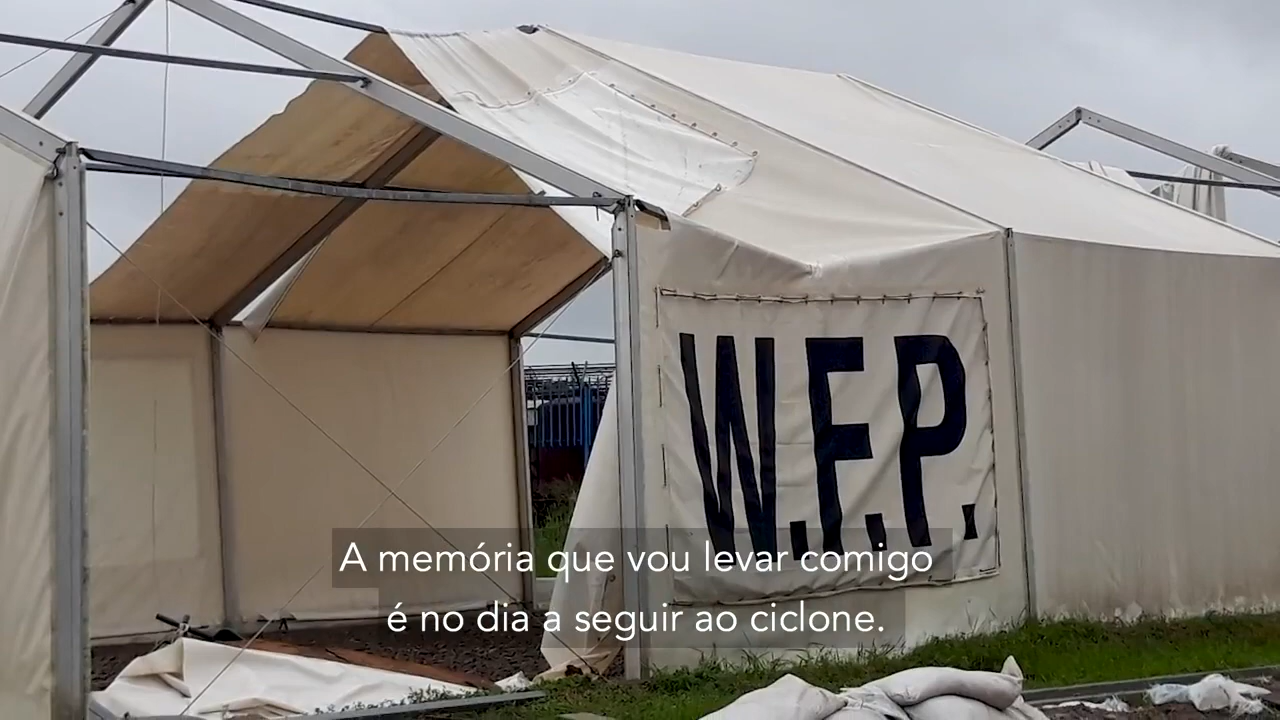 W.F.P.
A memória que vou levar comigo
é no dia a seguir ao ciclone.